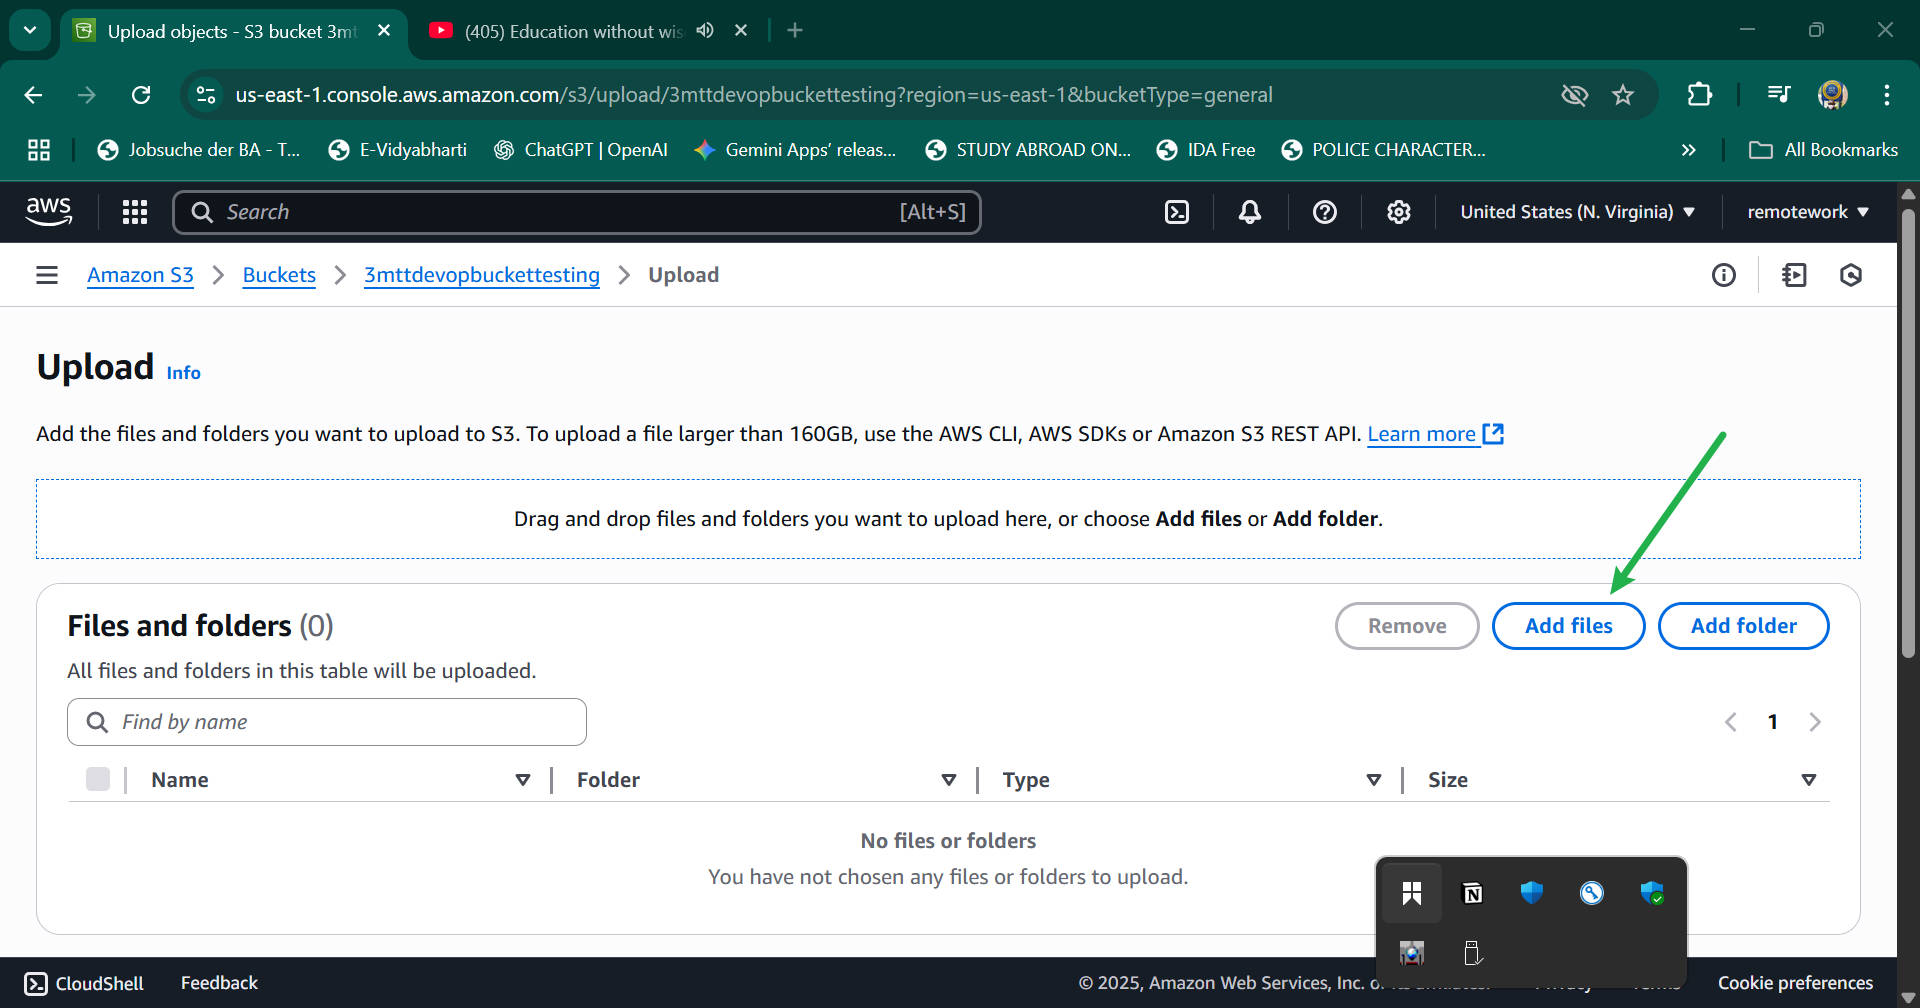 Upload objects - S3 bucket 3mt
(405) Education without wis
us-east-1.console.aws.amazon.com/s3/upload/3mttdevopbuckettesting?region=us-east-1&bucketType=general
Jobsuche der BA - T...
E-Vidyabharti
ChatGPT | OpenAI
Gemini Apps’ releas...
STUDY ABROAD ON...
IDA Free
POLICE CHARACTER...
All Bookmarks
aws
Search
[Alt+S]
United States (N. Virginia)
remotework
Amazon S3 > Buckets > 3mttdevopbuckettesting > Upload
Upload Info
Add the files and folders you want to upload to S3. To upload a file larger than 160GB, use the AWS CLI, AWS SDKs or Amazon S3 REST API. Learn more
Drag and drop files and folders you want to upload here, or choose Add files or Add folder.
Files and folders (0)
Remove
Add files
Add folder
All files and folders in this table will be uploaded.
Find by name
1
Name
Folder
Type
Size
No files or folders
You have not chosen any files or folders to upload.
CloudShell
Feedback
© 2025, Amazon Web Services, Inc.
Cookie preferences